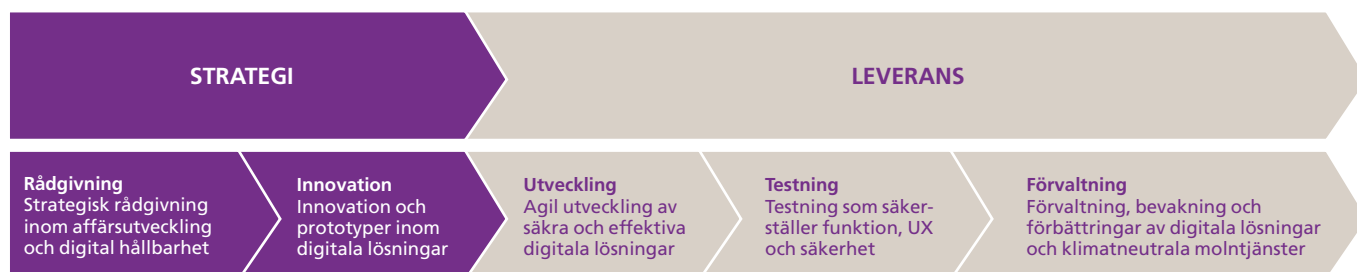 STRATEGI
LEVERANS
Rådgivning
Strategisk rådgivning
inom affärsutveckling
och digital hållbarhet
Innovation
Innovation och
prototyper inom
digitala lösningar
Utveckling
Agil utveckling av
säkra och effektiva
digitala lösningar
Testning
Testning som säker-
ställer funktion, UX
och säkerhet
Förvaltning
Förvaltning, bevakning och
förbättringar av digitala lösningar
och klimatneutrala molntjänster